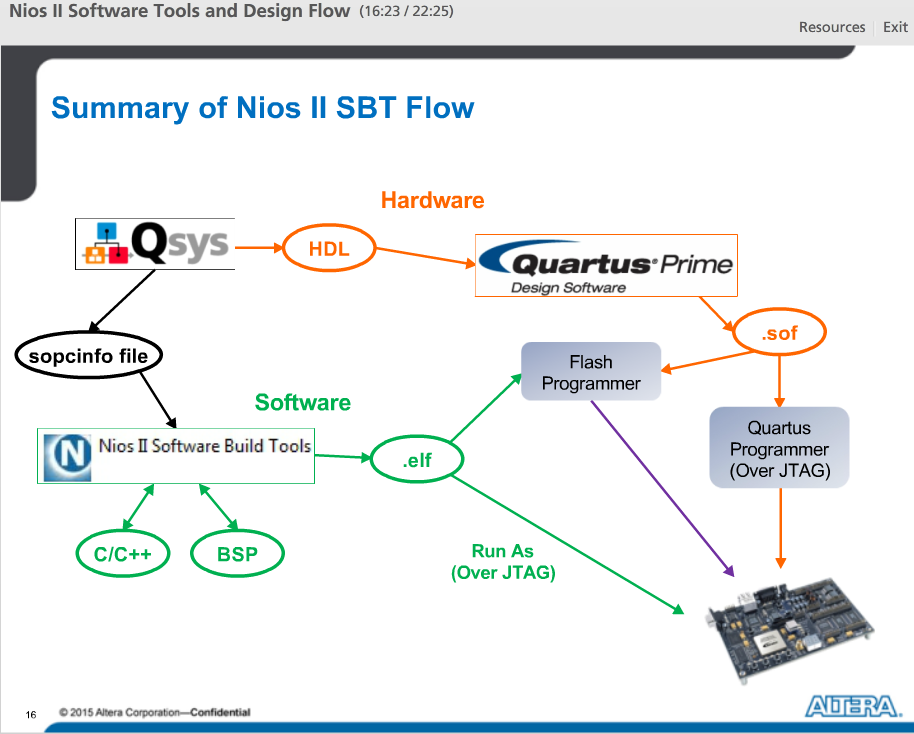 Nios II Software Tools and Design Flow (16:23 / 22:25)
Resources Exit
Summary of Nios II SBT Flow
Hardware
Qsys
HDL
Quartus® Prime
Design Software
sopcinfo file
.sof
Flash
Programmer
Software
Quartus
Programmer
(Over JTAG)
N Nios II Software Build Tools
.elf
C/C++
BSP
Run As
(Over JTAG)
16
© 2015 Altera Corporation—Confidential
ALTERA.